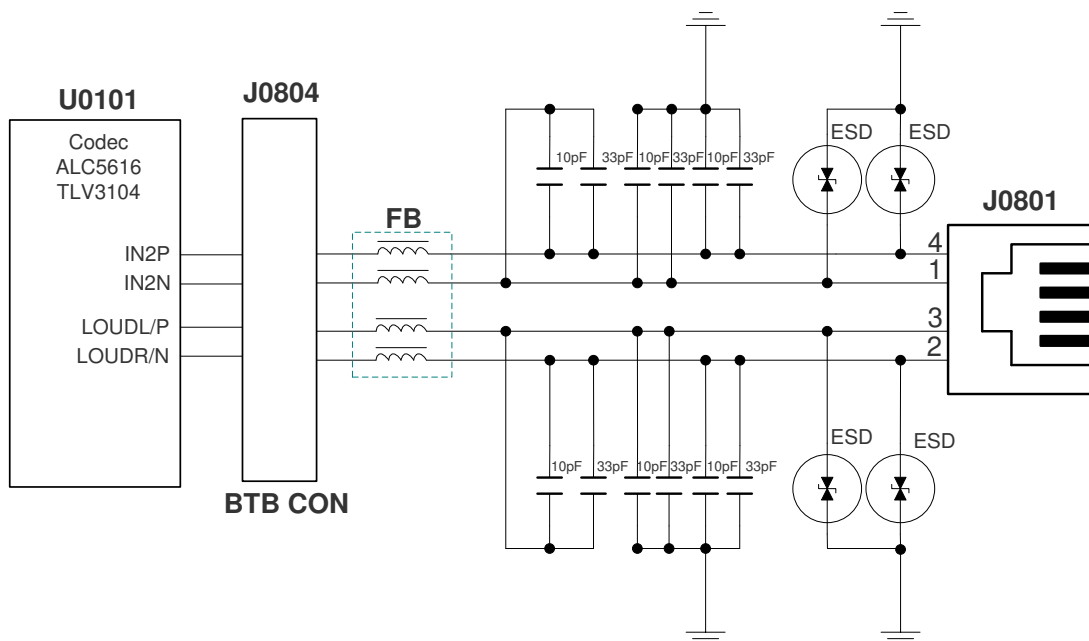 U0101
J0804
Codec
ALC5616
TLV3104
IN2P
IN2N
LOUDL/P
LOUDR/N
BTB CON
FB
10pF 33pF 10pF 33pF 10pF 33pF
ESD ESD
J0801
4
1
3
2
10pF 33pF 10pF 33pF 10pF 33pF
ESD ESD